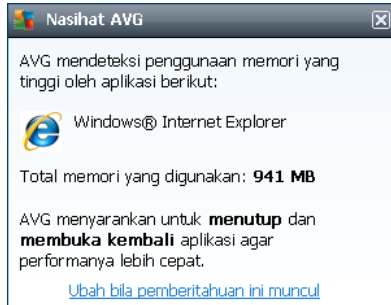 Nasihat AVG
AVG mendeteksi penggunaan memori yang
tinggi oleh aplikasi berikut:
Windows® Internet Explorer
Total memori yang digunakan: 941 MB
AVG menyarankan untuk menutup dan
membuka kembali aplikasi agar
performanya lebih cepat.
Ubah bila pemberitahuan ini muncul